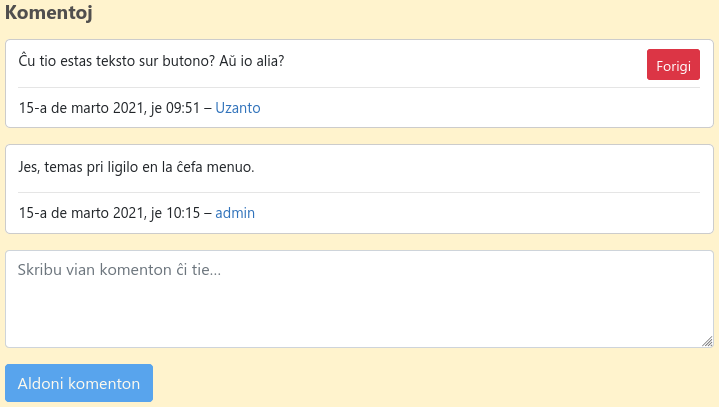 Komentoj
Ĉu tio estas teksto sur butono? Aŭ io alia?
Forigi
15-a de marto 2021, je 09:51 – Uzanto
Jes, temas pri ligilo en la ĉefa menuo.
15-a de marto 2021, je 10:15 – admin
Skribu vian komenton ĉi tie...
Aldoni komenton